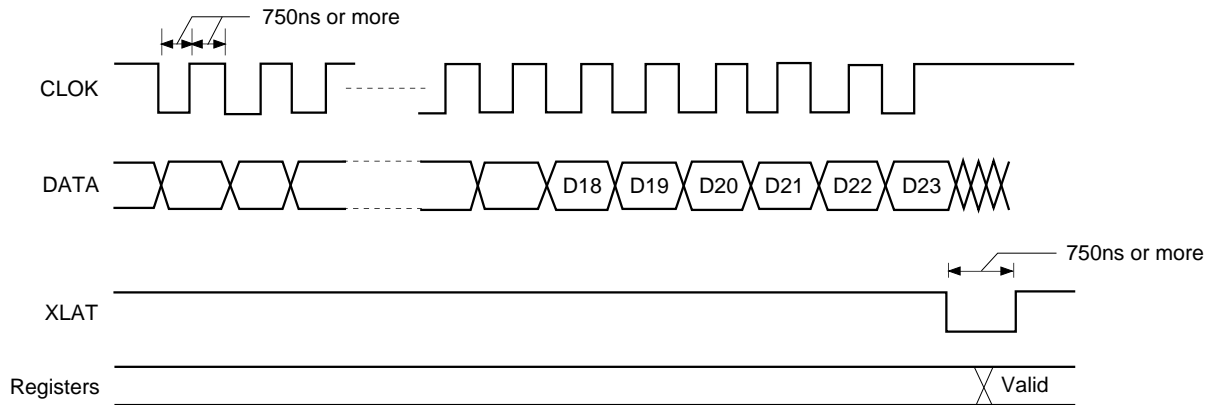 750ns or more
CLOK
DATA
D18 D19 D20 D21 D22 D23
750ns or more
XLAT
Registers
Valid